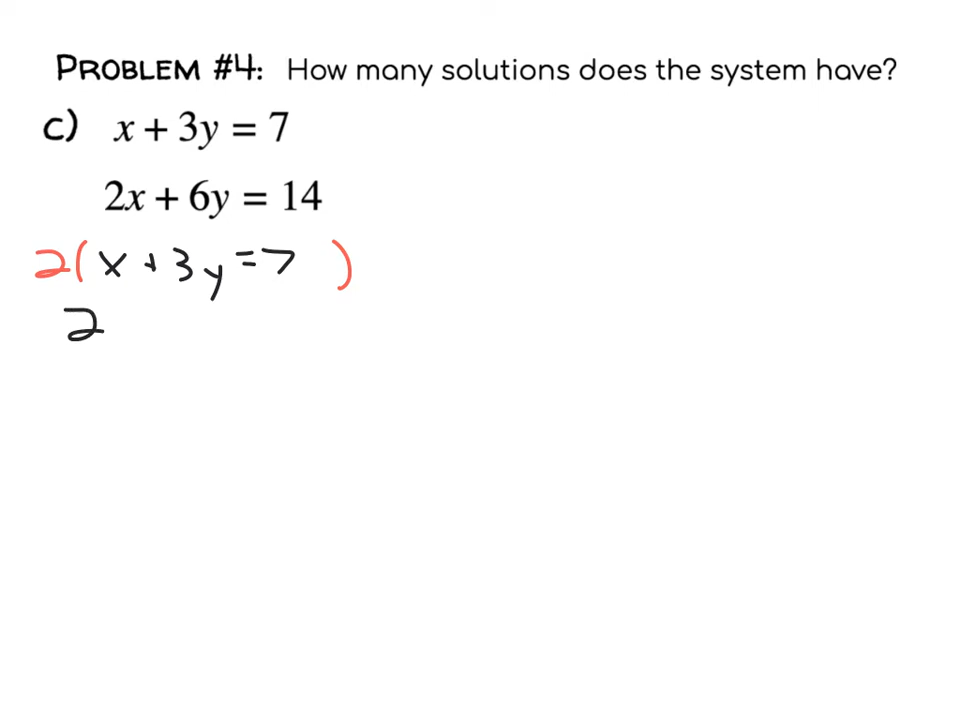 PROBLEM #4: How many solutions does the system have?
c) x + 3y = 7
2x + 6y = 14
2( x + 3y = 7 )
2